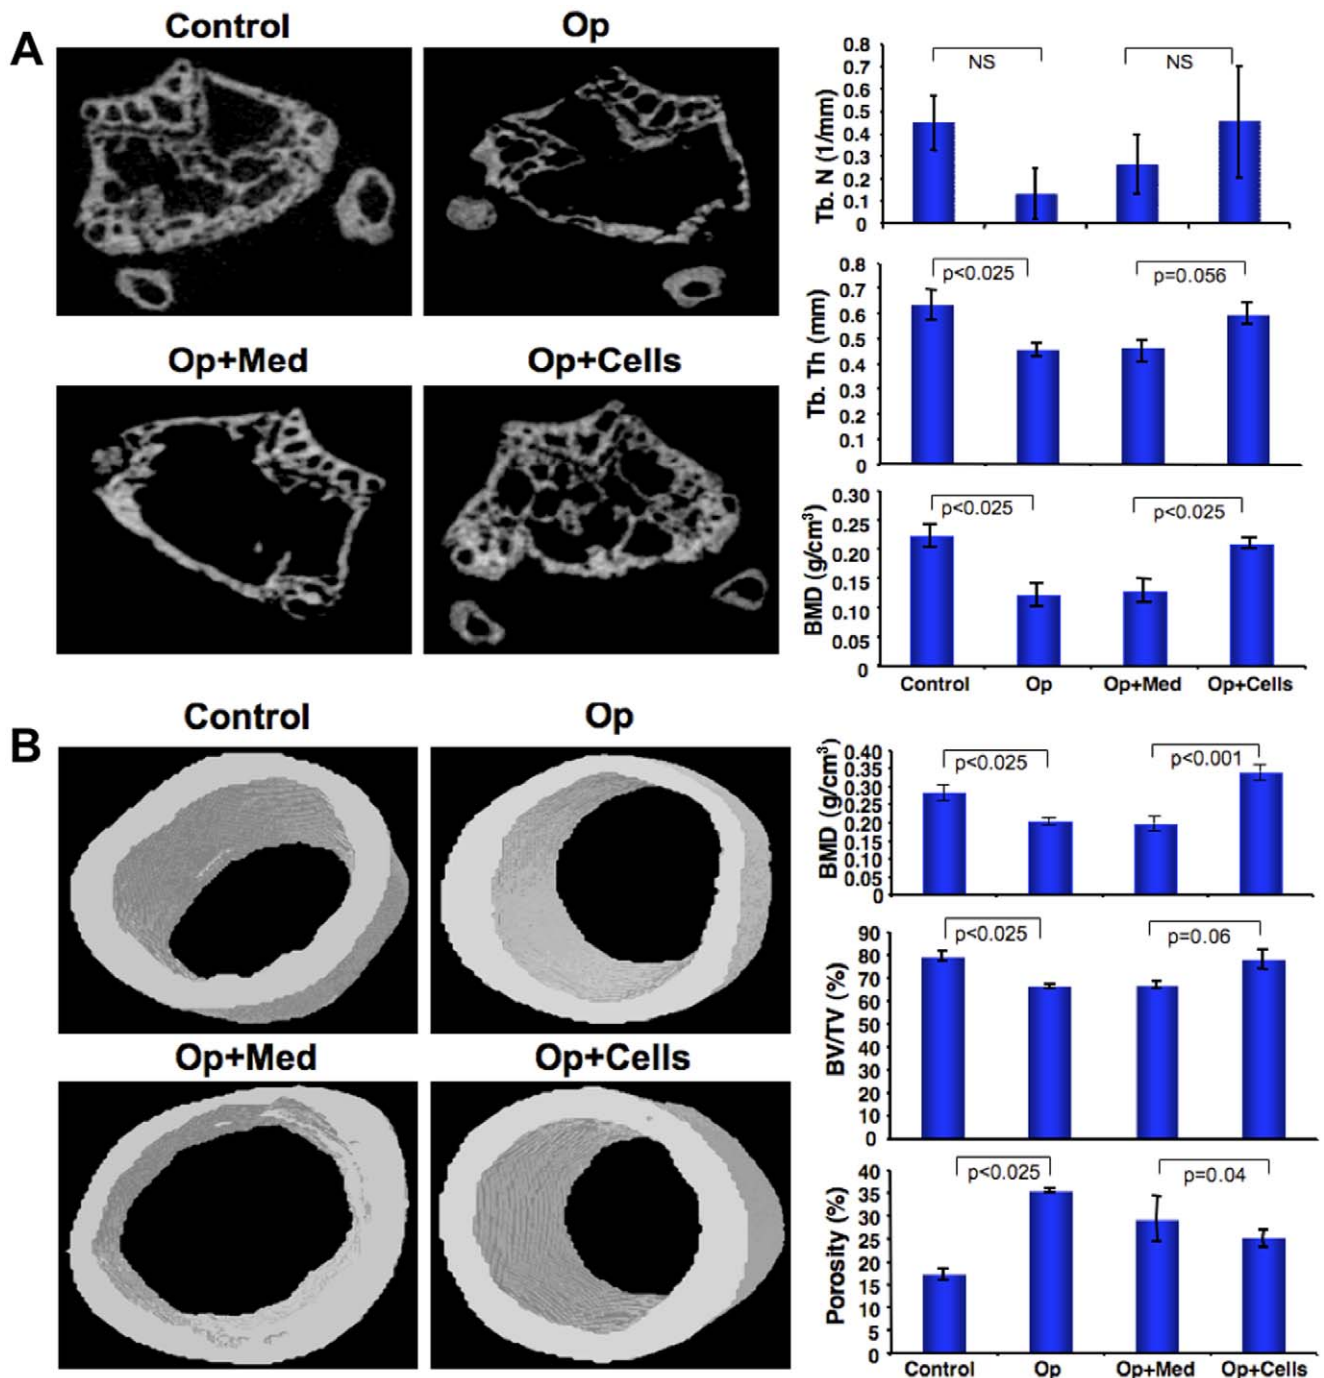 A
Control
Op
Op+Med
Op+Cells
Tb. N (1/mm)
0.8
0.7
0.6
0.5
0.4
0.3
0.2
0.1
0
NS
NS
Tb. Th (mm)
0.8
0.7
0.6
0.5
0.4
0.3
0.2
0.1
0
p<0.025
p=0.056
BMD (g/cm³)
0.30
0.25
0.20
0.15
0.10
0.05
0
p<0.025
p<0.025
Control
Op
Op+Med
Op+Cells
B
Control
Op
Op+Med
Op+Cells
BMD (g/cm³)
0.40
0.35
0.30
0.25
0.20
0.15
0.10
0.05
0
p<0.025
p<0.001
BV/TV (%)
90
80
70
60
50
40
30
20
10
0
p<0.025
p=0.06
Porosity (%)
40
35
30
25
20
15
10
5
0
p<0.025
p=0.04
Control
Op
Op+Med
Op+Cells